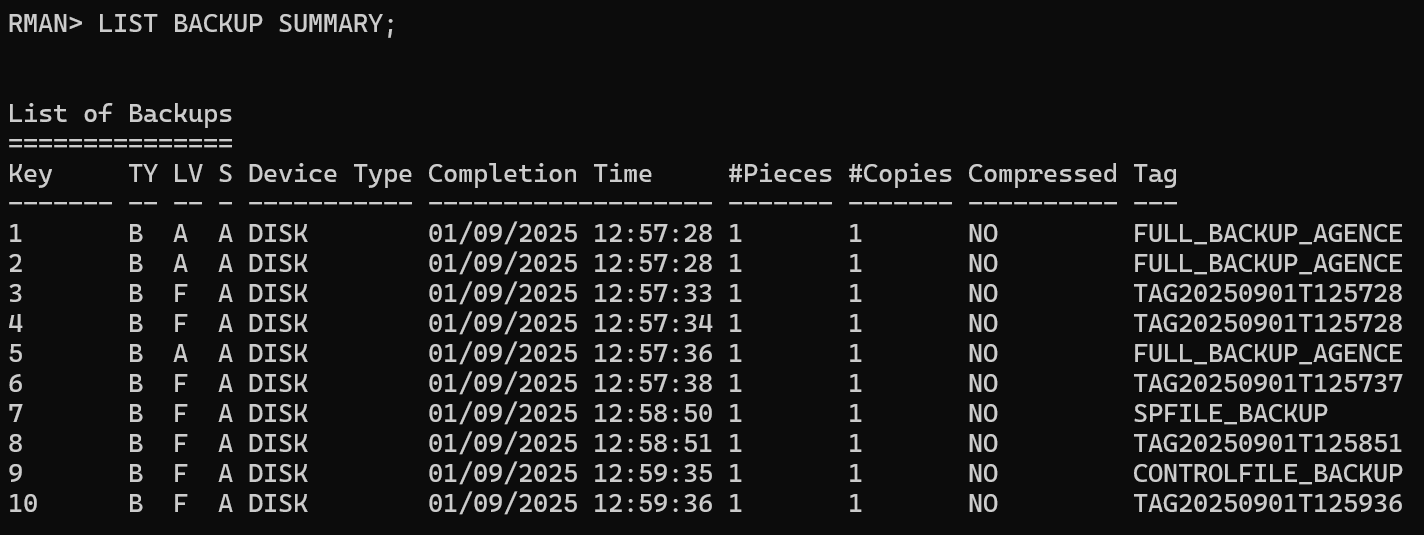 RMAN> LIST BACKUP SUMMARY;
List of Backups
===============
Key     TY LV S Device Type Completion Time     #Pieces #Copies Compressed Tag
------- -- -- - ----------- ------------------- ------- ------- ---------- ---
1       B  A  A DISK        01/09/2025 12:57:28 1       1       NO         FULL_BACKUP_AGENCE
2       B  A  A DISK        01/09/2025 12:57:28 1       1       NO         FULL_BACKUP_AGENCE
3       B  F  A DISK        01/09/2025 12:57:33 1       1       NO         TAG20250901T125728
4       B  F  A DISK        01/09/2025 12:57:34 1       1       NO         TAG20250901T125728
5       B  A  A DISK        01/09/2025 12:57:36 1       1       NO         FULL_BACKUP_AGENCE
6       B  F  A DISK        01/09/2025 12:57:38 1       1       NO         TAG20250901T125737
7       B  F  A DISK        01/09/2025 12:58:50 1       1       NO         SPFILE_BACKUP
8       B  F  A DISK        01/09/2025 12:58:51 1       1       NO         TAG20250901T125851
9       B  F  A DISK        01/09/2025 12:59:35 1       1       NO         CONTROLFILE_BACKUP
10      B  F  A DISK        01/09/2025 12:59:36 1       1       NO         TAG20250901T125936